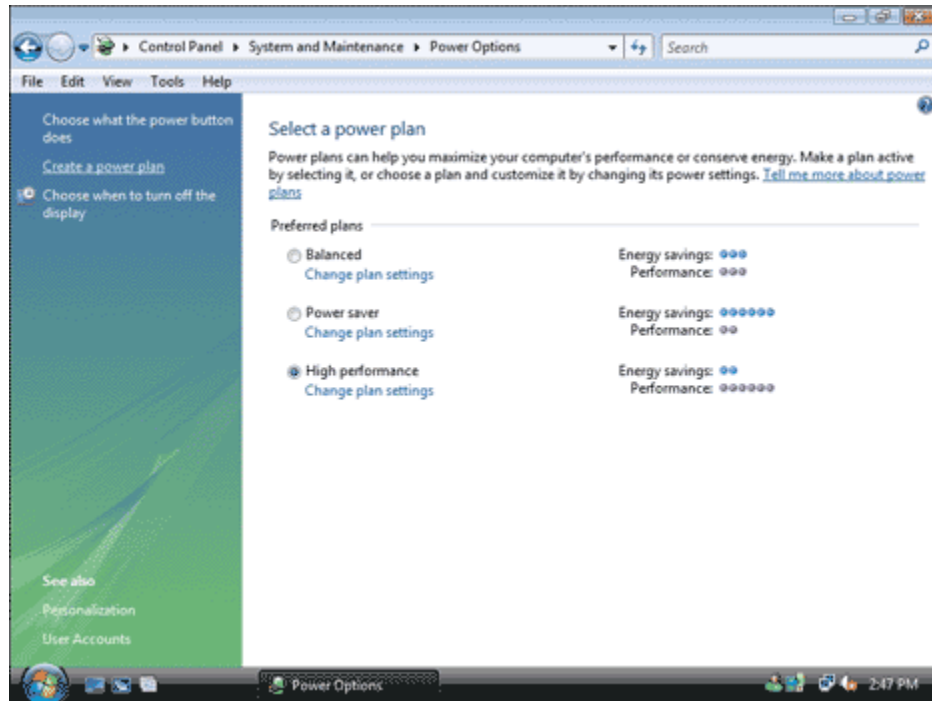 Control Panel System and Maintenance Power Options Search
File Edit View Tools Help
Choose what the power button
does
Create a power plan
Choose when to turn off the
display
Select a power plan
Power plans can help you maximize your computer's performance or conserve energy. Make a plan active
by selecting it, or choose a plan and customize it by changing its power settings. Tell me more about power
plans
Preferred plans
Balanced Energy savings:
Change plan settings Performance:
Power saver Energy savings:
Change plan settings Performance:
High performance Energy savings:
Change plan settings Performance:
See also
Personalization
User Accounts
Power Options 2:47 PM